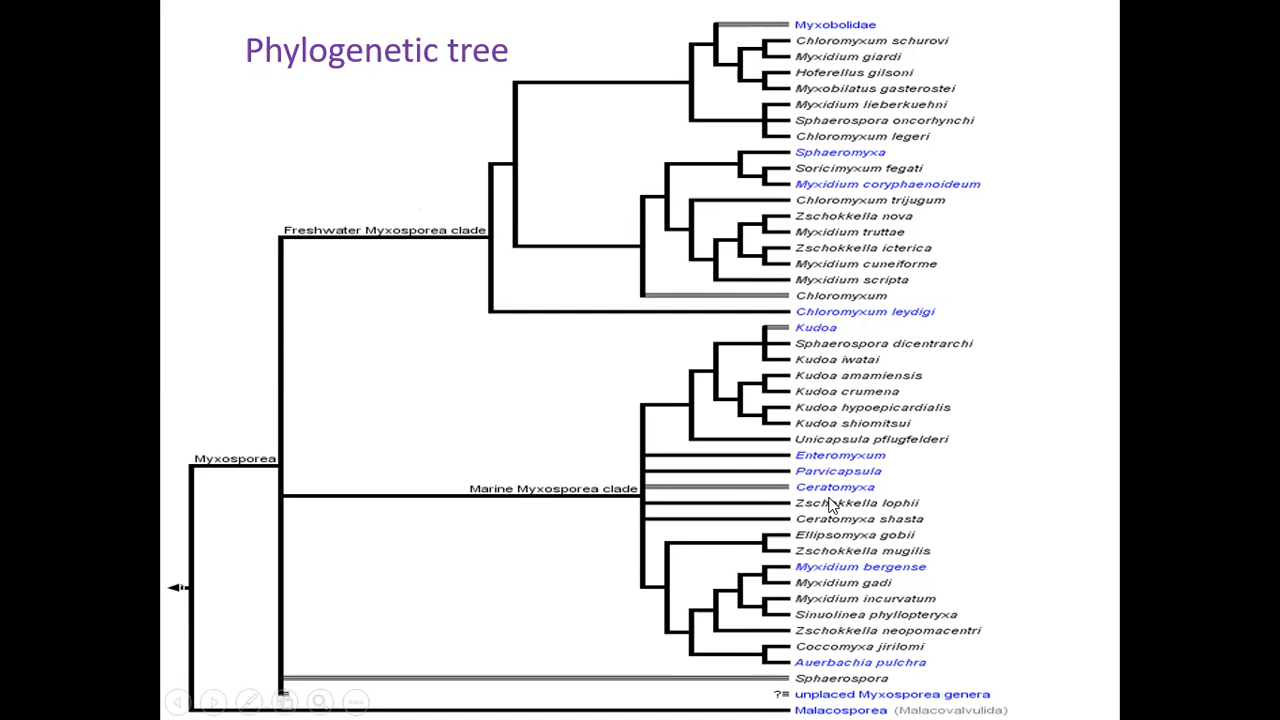 Phylogenetic tree
Myxobolidae
Chloromyxum schurovi
Myxidium giardi
Hoferellus gilsoni
Myxobilatus gasterostei
Myxidium lieberkuehni
Sphaerospora oncorhynchi
Chloromyxum legeri
Sphaeromyxa
Soricimyxum fegati
Myxidium coryphaenoideum
Chloromyxum trijugum
Zschokkella nova
Freshwater Myxosporea clade
Myxidium truttae
Zschokkella icterica
Myxidium cuneiforme
Myxidium scripta
Chloromyxum
Chloromyxum leydigi
Kudoa
Sphaerospora dicentrarchi
Kudoa iwatai
Kudoa amamiensis
Kudoa crumena
Kudoa hypoepicardialis
Kudoa shiomitsui
Unicapsula pflugfelderi
Enteromyxum
Myxosporea
Parvicapsula
Ceratomyxa
Marine Myxosporea clade
Zschokkella lophii
Ceratomyxa shasta
Ellipsomyxa gobii
Zschokkella mugilis
Myxidium bergense
Myxidium gadi
Myxidium incurvatum
Sinuolinea phyllopteryxa
Zschokkella neopomacentri
Coccomyxa jirilomi
Auerbachia pulchra
Sphaerospora
?= unplaced Myxosporea genera
Malacosporea (Malacovalvulida)